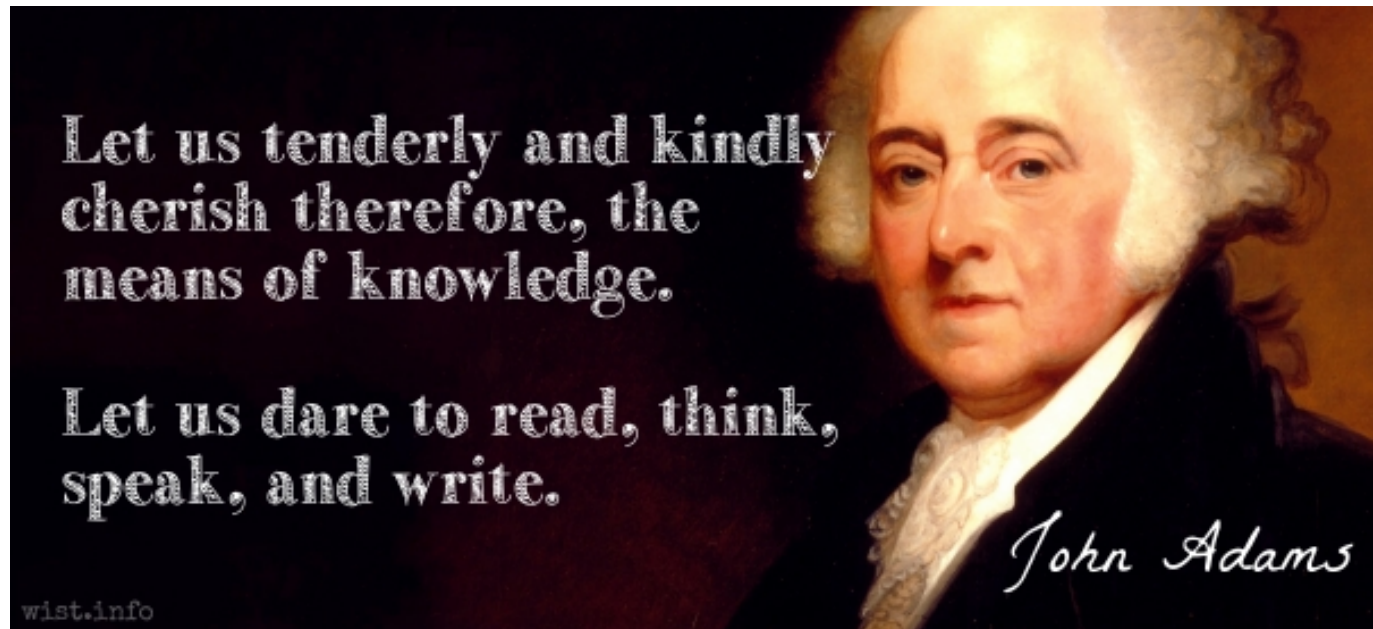 Let us tenderly and kindly
cherish therefore, the
means of knowledge.
Let us dare to read, think,
speak, and write.
John Adams
wist.info